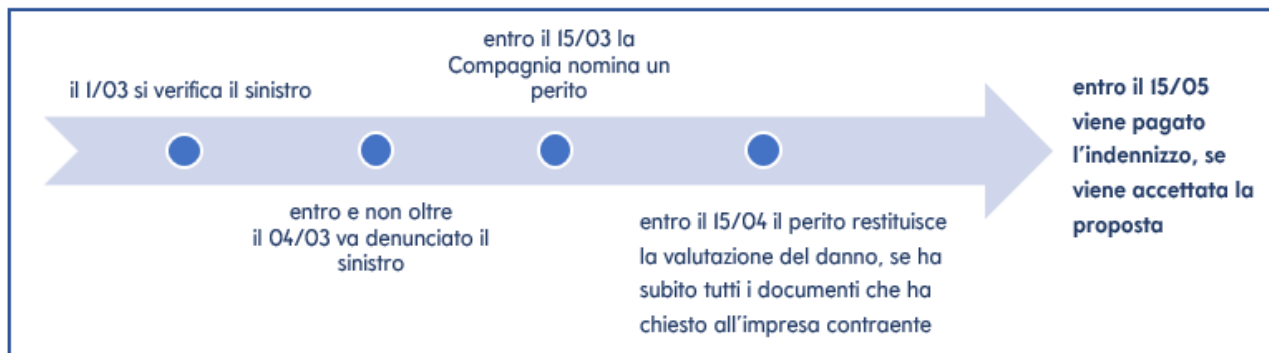 il 1/03 si verifica il sinistro
entro e non oltre
il 04/03 va denunciato il
sinistro
entro il 15/03 la
Compagnia nomina un
perito
entro il 15/04 il perito restituisce
la valutazione del danno, se ha
subito tutti i documenti che ha
chiesto all'impresa contraente
entro il 15/05
viene pagato
l'indennizzo, se
viene accettata la
proposta